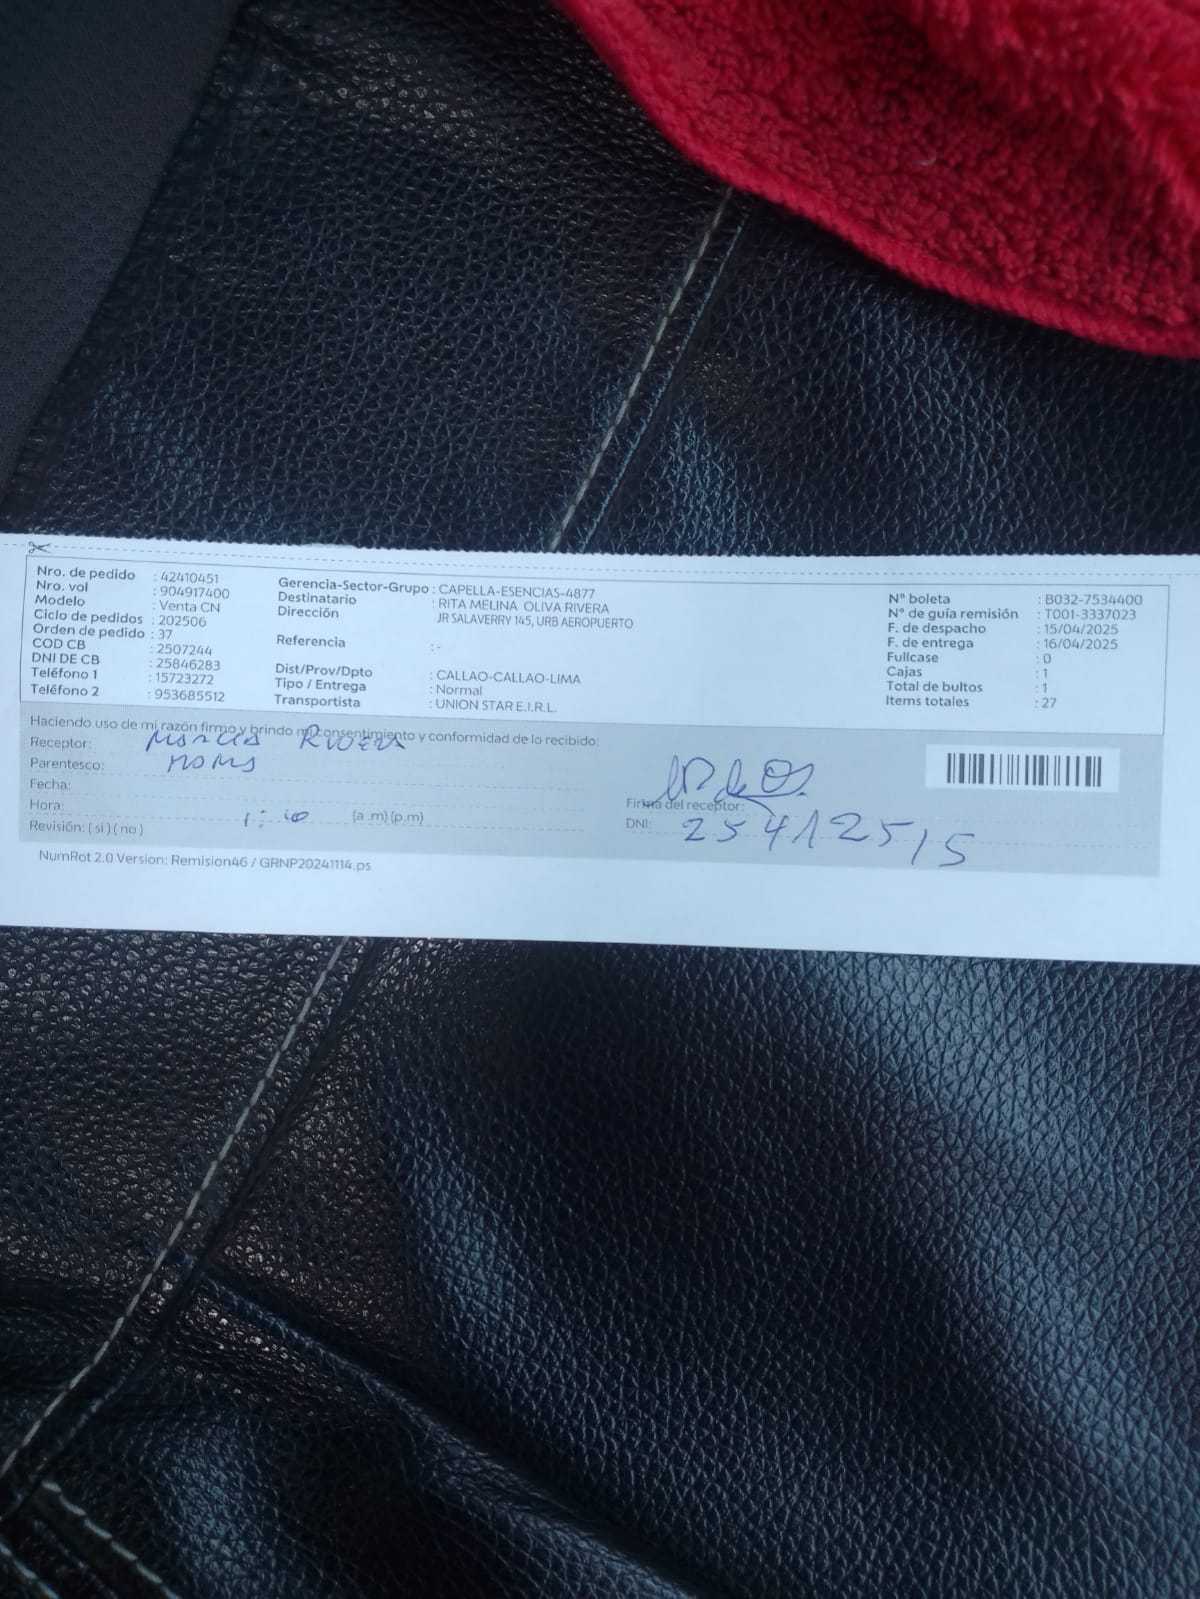 Nro. de pedido : 42410451
Nro. vol : 904917400
Modelo : Venta CN
Ciclo de pedidos : 202506
Orden de pedido : 37
COD CB : 2507244
DNI DE CB : 25846283
Teléfono 1 : 15723272
Teléfono 2 : 953685512
Gerencia-Sector-Grupo : CAPELLA-ESENCIAS-4877
Destinatario : RITA MELINA OLIVA RIVERA
Dirección JR SALAVERRY 145, URB AEROPUERTO
Referencia : -
Dist/Prov/Dpto : CALLAO-CALLAO-LIMA
Tipo / Entrega : Normal
Transportista : UNION STAR E.I.R.L.
N° boleta : B032-7534400
N° de guía remisión : T001-3337023
F. de despacho : 15/04/2025
F. de entrega : 16/04/2025
Fullcase : 0
Cajas : 1
Total de bultos : 1
Items totales : 27
Haciendo uso de mi razón firmo y brindo mi consentimiento y conformidad de lo recibido:
Receptor: Rivera
Parentesco:
Fecha:
Hora: (a .m) (p.m)
Revisión: ( si ) ( no )
Firma del receptor:
DNI: 25412515
NumRot 2.0 Version: Remision46 / GRNP20241114.ps